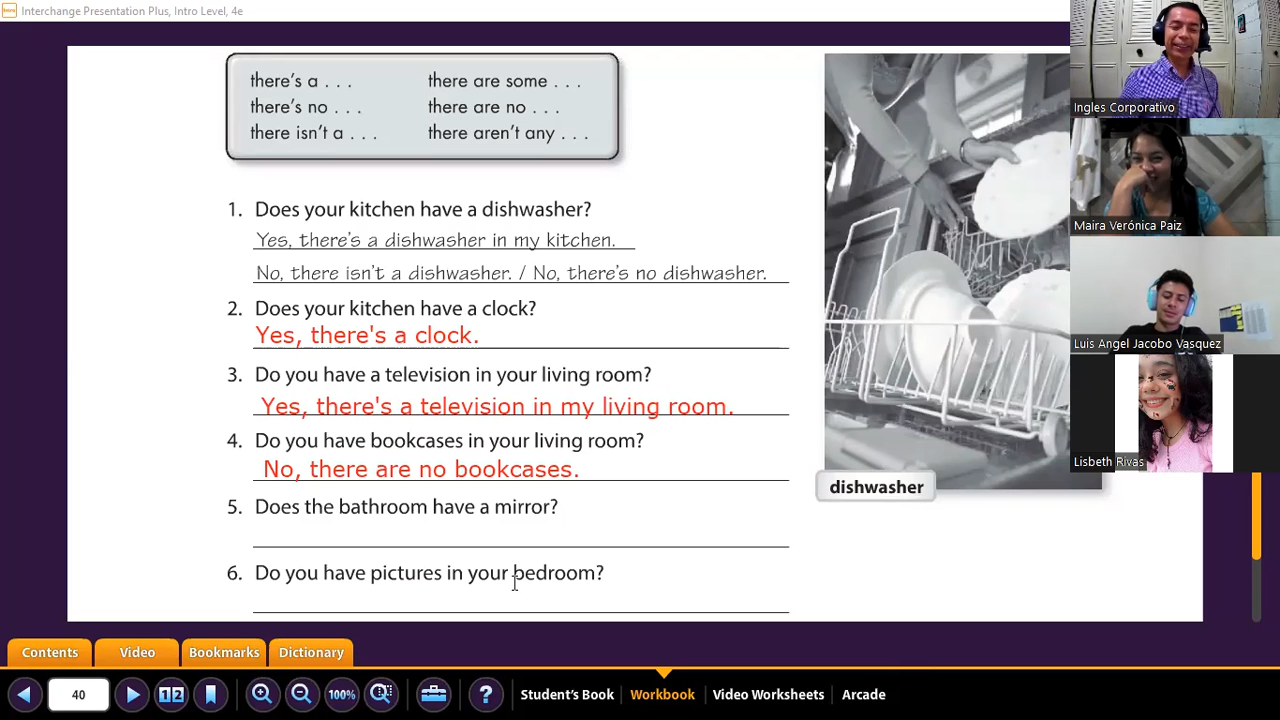 Interchange Presentation Plus, Intro Level, 4e
there's a . . .
there are some . . .
there's no . . .
there are no . . .
there isn't a . . .
there aren't any . . .
1. Does your kitchen have a dishwasher?
Yes, there's a dishwasher in my kitchen.
No, there isn't a dishwasher. / No, there's no dishwasher.
2. Does your kitchen have a clock?
Yes, there's a clock.
3. Do you have a television in your living room?
Yes, there's a television in my living room.
4. Do you have bookcases in your living room?
No, there are no bookcases.
5. Does the bathroom have a mirror?
6. Do you have pictures in your bedroom?
dishwasher
Ingles Corporativo
Maira Verónica Paiz
Luis Angel Jacobo Vasquez
Lisbeth Rivas
Contents
Video
Bookmarks
Dictionary
40
1 2
100%
?
Student's Book
Workbook
Video Worksheets
Arcade